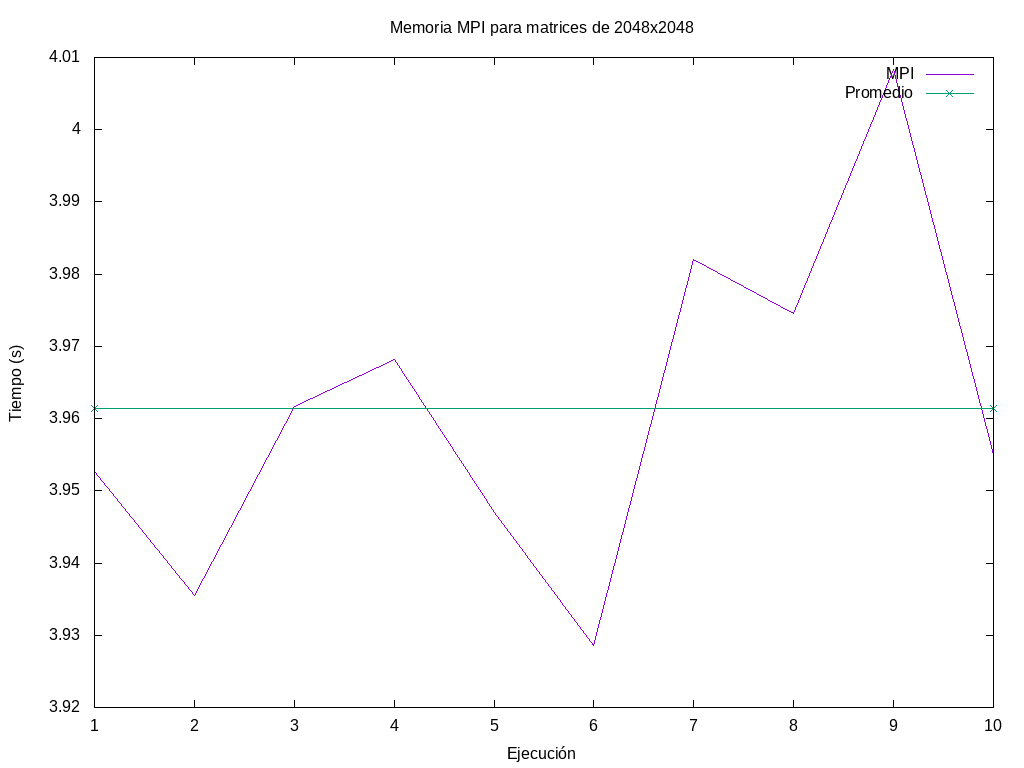 Memoria MPI para matrices de 2048x2048
4.01
4
3.99
3.98
3.97
3.96
3.95
3.94
3.93
3.92
Tiempo (s)
MPI
Promedio
1 2 3 4 5 6 7 8 9 10
Ejecución